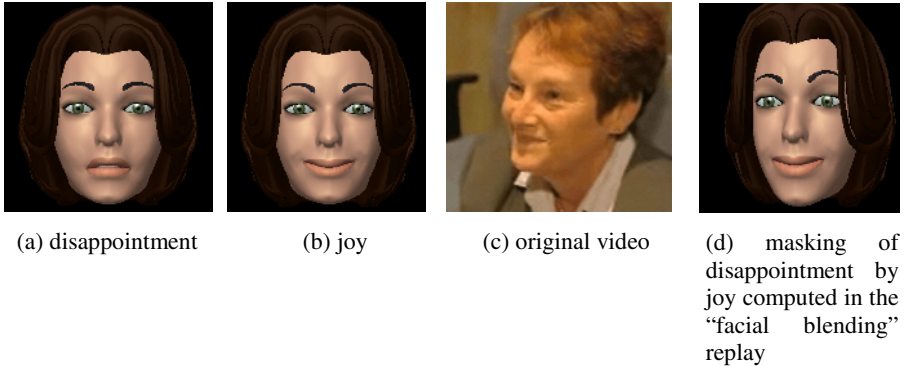 (a) disappointment
(b) joy
(c) original video
(d) masking of
disappointment by
joy computed in the
“facial blending”
replay